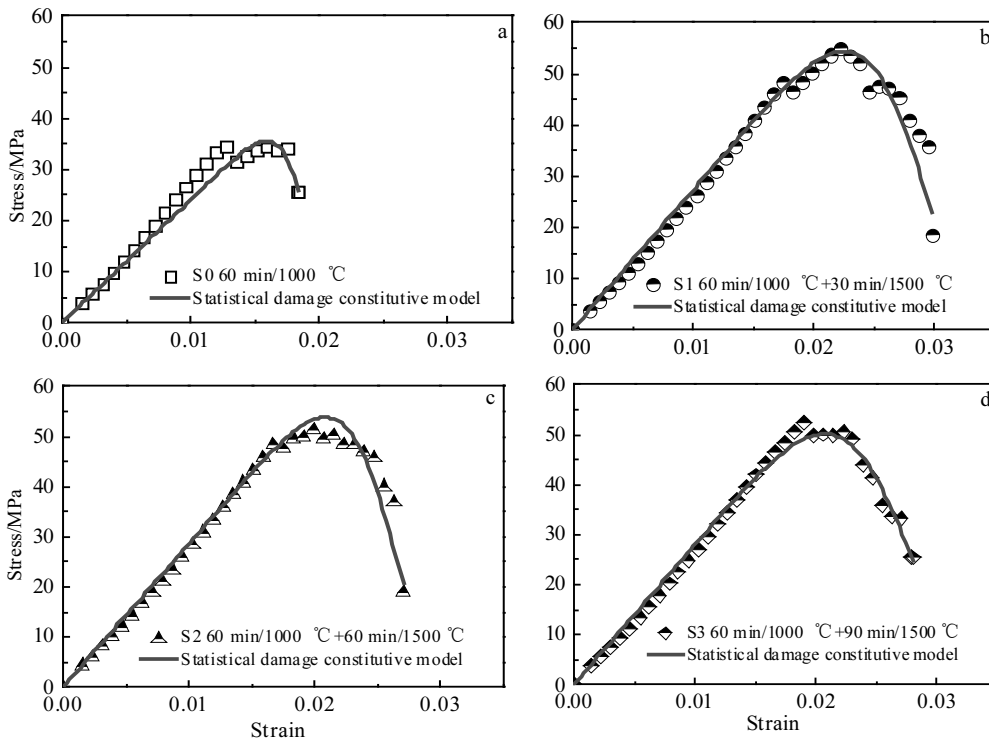 a
60
50
40
30
20
10
0
Stress/MPa
S0 60 min/1000 ℃
Statistical damage constitutive model
0.00 0.01 0.02 0.03
b
60
50
40
30
20
10
0
S1 60 min/1000 ℃+30 min/1500 ℃
Statistical damage constitutive model
0.00 0.01 0.02 0.03
c
60
50
40
30
20
10
0
Stress/MPa
S2 60 min/1000 ℃+60 min/1500 ℃
Statistical damage constitutive model
0.00 0.01 0.02 0.03
Strain
d
60
50
40
30
20
10
0
S3 60 min/1000 ℃+90 min/1500 ℃
Statistical damage constitutive model
0.00 0.01 0.02 0.03
Strain